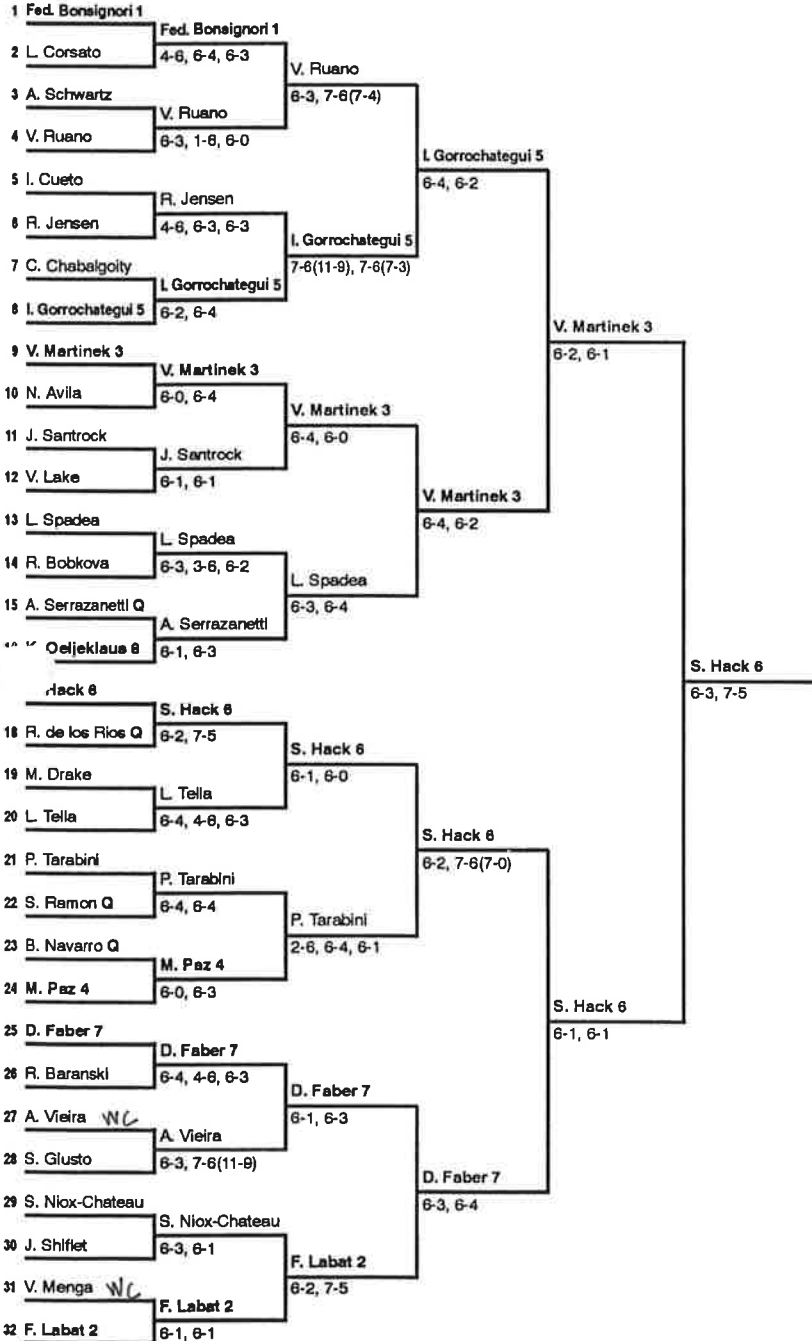 1 Fed. Bonsignori 1
2 L. Corsato
3 A. Schwartz
4 V. Ruano
5 I. Cueto
6 R. Jensen
7 C. Chabalgoity
8 I. Gorrochategui 5
9 V. Martinek 3
10 N. Avila
11 J. Santrock
12 V. Lake
13 L. Spadea
14 R. Bobkova
15 A. Serrazanetti Q
Oeljeklaus 8
Hack 6
18 R. de los Rios Q
19 M. Drake
20 L. Tella
21 P. Tarabini
22 S. Ramon Q
23 B. Navarro Q
24 M. Paz 4
25 D. Faber 7
26 R. Baranski
27 A. Vieira WC
28 S. Giusto
29 S. Niox-Chateau
30 J. Shiflet
31 V. Menga WC
32 F. Labat 2
Fed. Bonsignori 1
4-6, 6-4, 6-3
V. Ruano
6-3, 1-6, 6-0
R. Jensen
4-6, 6-3, 6-3
I. Gorrochategui 5
6-2, 6-4
V. Martinek 3
6-0, 6-4
J. Santrock
6-1, 6-1
L. Spadea
6-3, 3-6, 6-2
A. Serrazanetti
6-1, 6-3
S. Hack 6
6-2, 7-5
L. Tella
6-4, 4-6, 6-3
P. Tarabini
6-4, 6-4
M. Paz 4
6-0, 6-3
D. Faber 7
6-4, 4-6, 6-3
A. Vieira
6-3, 7-6(11-9)
S. Niox-Chateau
6-3, 6-1
F. Labat 2
6-1, 6-1
V. Ruano
6-3, 7-6(7-4)
I. Gorrochategui 5
7-6(11-9), 7-6(7-3)
V. Martinek 3
6-4, 6-0
L. Spadea
6-3, 6-4
S. Hack 6
6-1, 6-0
P. Tarabini
2-6, 6-4, 6-1
D. Faber 7
6-1, 6-3
F. Labat 2
6-2, 7-5
I. Gorrochategui 5
6-4, 6-2
V. Martinek 3
6-4, 6-2
S. Hack 6
6-2, 7-6(7-0)
D. Faber 7
6-3, 6-4
V. Martinek 3
6-2, 6-1
S. Hack 6
6-1, 6-1
S. Hack 6
6-3, 7-5